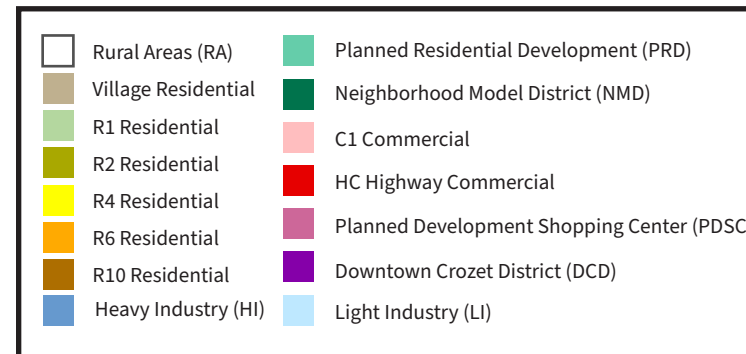 Rural Areas (RA)
Village Residential
R1 Residential
R2 Residential
R4 Residential
R6 Residential
R10 Residential
Heavy Industry (HI)
Planned Residential Development (PRD)
Neighborhood Model District (NMD)
C1 Commercial
HC Highway Commercial
Planned Development Shopping Center (PDSC
Downtown Crozet District (DCD)
Light Industry (LI)